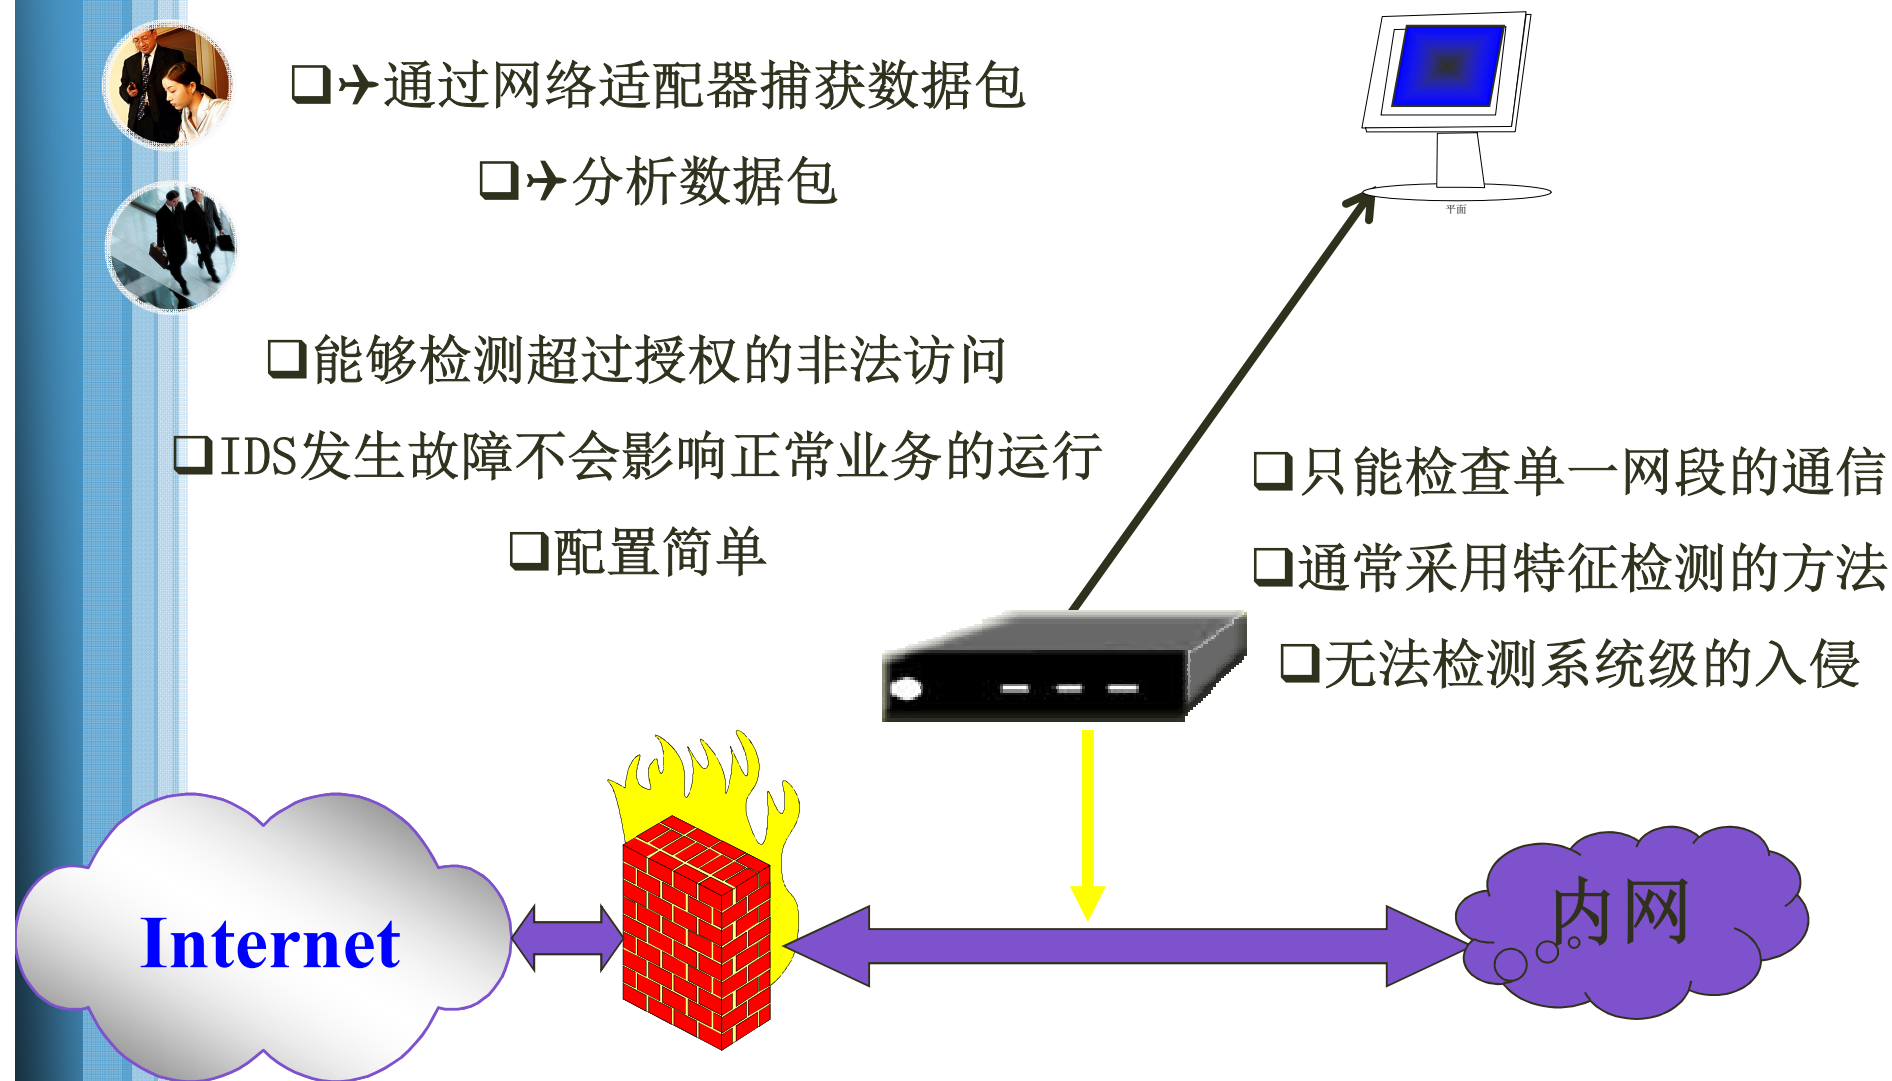 ❑✈通过网络适配器捕获数据包
❑✈分析数据包
平面
❑能够检测超过授权的非法访问
❑IDS发生故障不会影响正常业务的运行
❑配置简单
❑只能检查单一网段的通信
❑通常采用特征检测的方法
❑无法检测系统级的入侵
Internet
内网